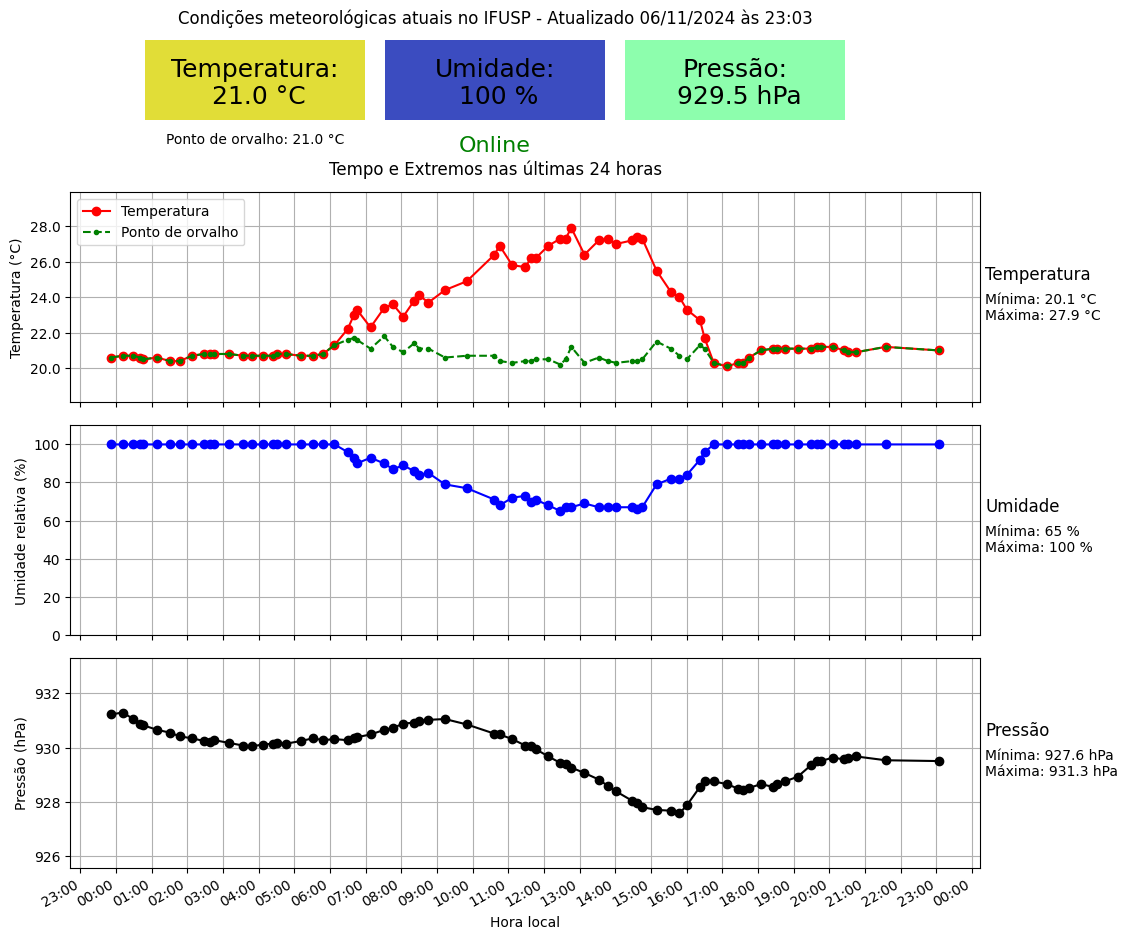 Condições meteorológicas atuais no IFUSP - Atualizado 06/11/2024 às 23:03
Temperatura:
21.0 °C
Umidade:
100 %
Pressão:
929.5 hPa
Ponto de orvalho: 21.0 °C
Online
Tempo e Extremos nas últimas 24 horas
Temperatura
Ponto de orvalho
Temperatura (°C)
28.0
26.0
24.0
22.0
20.0
Temperatura
Mínima: 20.1 °C
Máxima: 27.9 °C
Umidade relativa (%)
100
80
60
40
20
0
Umidade
Mínima: 65 %
Máxima: 100 %
Pressão (hPa)
932
930
928
926
Pressão
Mínima: 927.6 hPa
Máxima: 931.3 hPa
23:00 00:00 01:00 02:00 03:00 04:00 05:00 06:00 07:00 08:00 09:00 10:00 11:00 12:00 13:00 14:00 15:00 16:00 17:00 18:00 19:00 20:00 21:00 22:00 23:00 00:00
Hora local